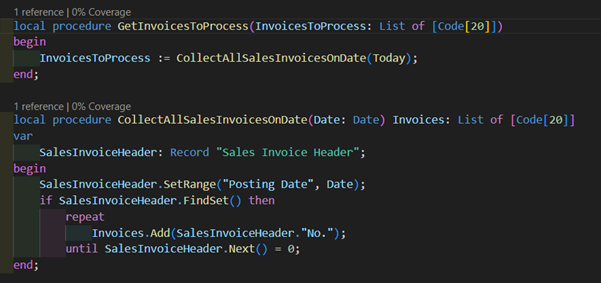 1 reference | 0% Coverage
local procedure GetInvoicesToProcess(InvoicesToProcess: List of [Code[20]])
begin
    InvoicesToProcess := CollectAllSalesInvoicesOnDate(Today);
end;
1 reference | 0% Coverage
local procedure CollectAllSalesInvoicesOnDate(Date: Date) Invoices: List of [Code[20]]
var
    SalesInvoiceHeader: Record "Sales Invoice Header";
begin
    SalesInvoiceHeader.SetRange("Posting Date", Date);
    if SalesInvoiceHeader.FindSet() then
        repeat
            Invoices.Add(SalesInvoiceHeader."No.");
        until SalesInvoiceHeader.Next() = 0;
end;